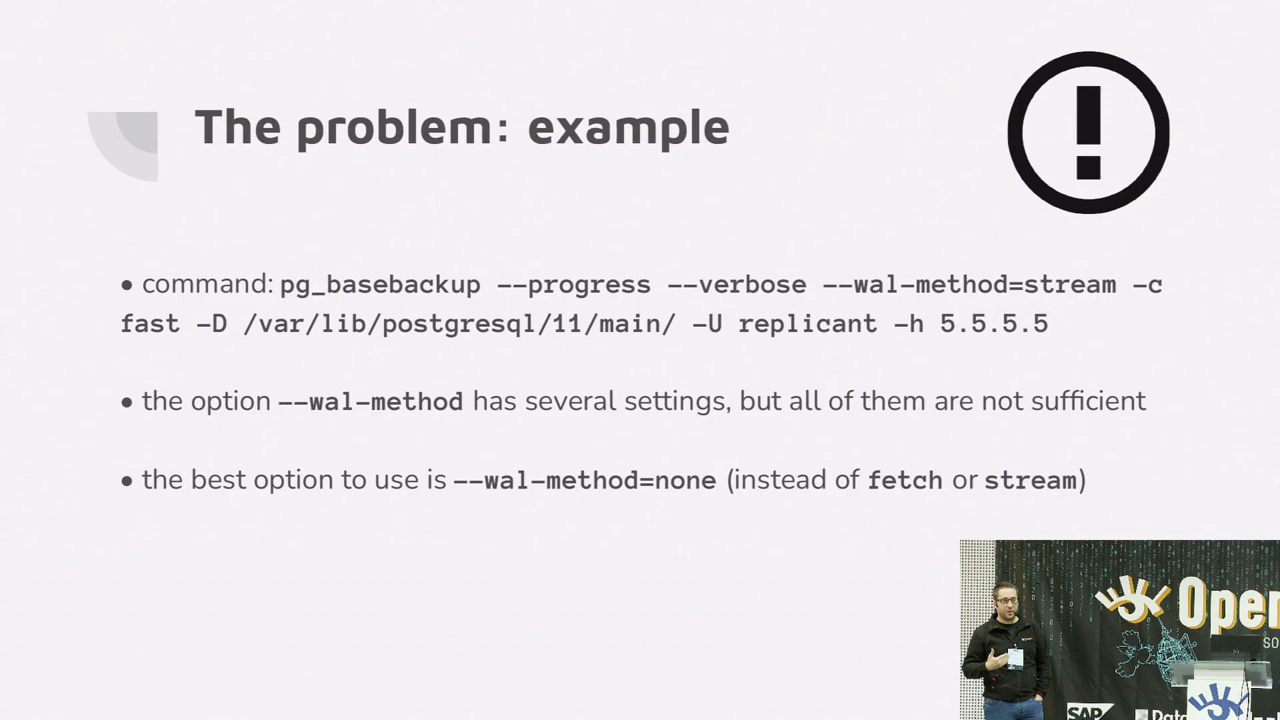 The problem: example
• command: pg_basebackup --progress --verbose --wal-method=stream -c
fast -D /var/lib/postgresql/11/main/ -U replicant -h 5.5.5.5
• the option --wal-method has several settings, but all of them are not sufficient
• the best option to use is --wal-method=none (instead of fetch or stream)
Open
SO
SAP
Data